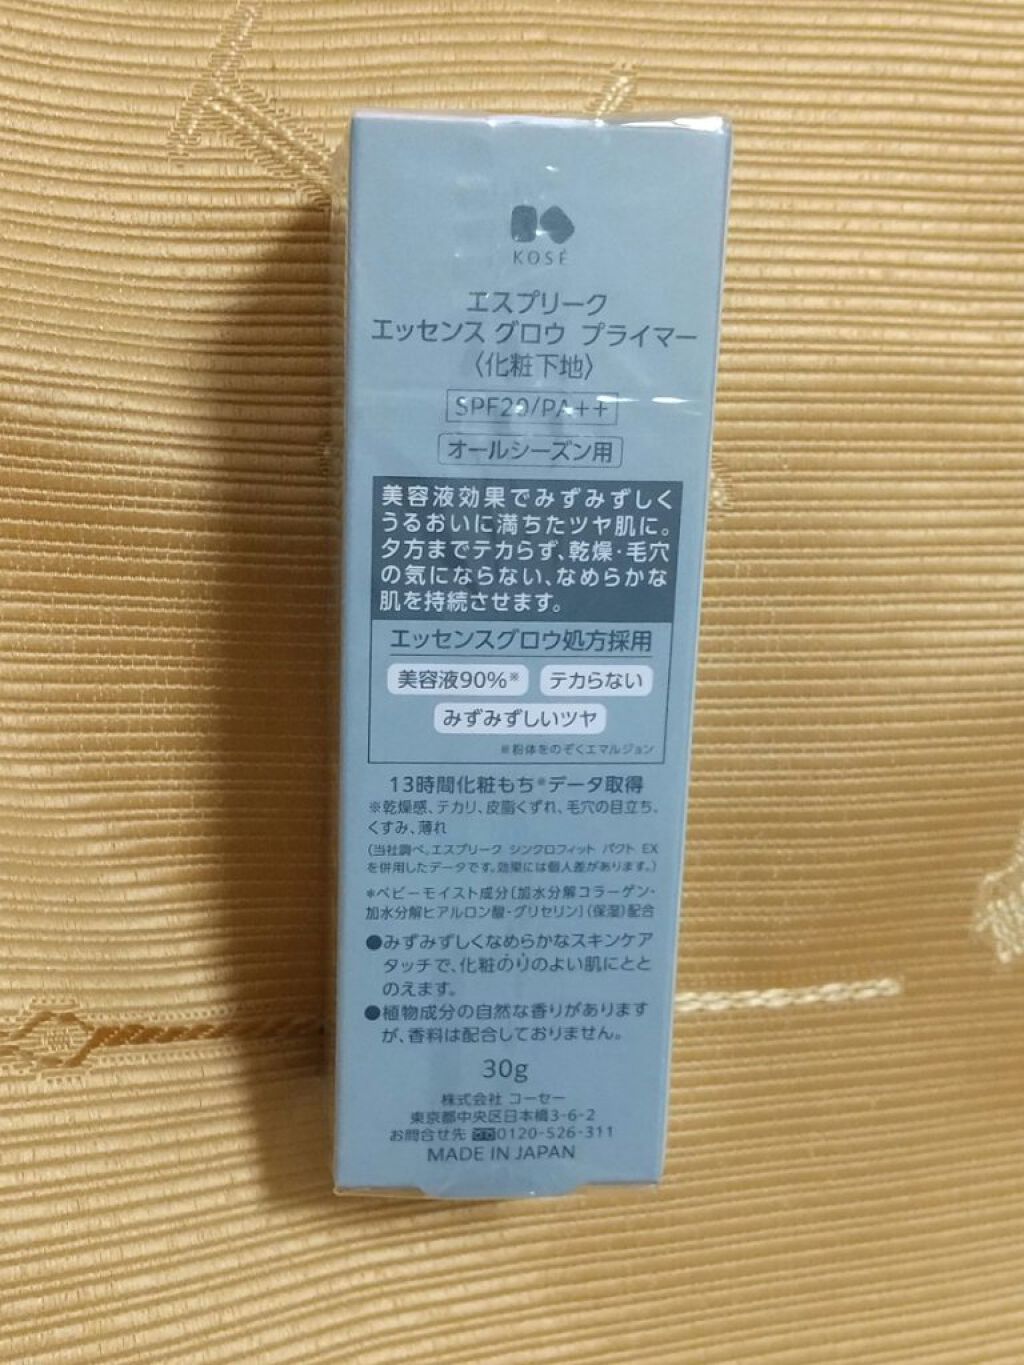 KOSÉ
エスプリーク
エッセンス グロウ プライマー
〈化粧下地〉
SPF20/PA++
オールシーズン用
美容液効果でみずみずしく
うるおいに満ちたツヤ肌に。
夕方までテカらず、乾燥・毛穴
の気にならない、なめらかな
肌を持続させます。
エッセンスグロウ処方採用
美容液90%※ テカらない
みずみずしいツヤ
※粉体をのぞくエマルジョン
13時間化粧もち※データ取得
※乾燥感、テカリ、皮脂くずれ、毛穴の目立ち、
くすみ、薄れ
(当社調べ。エスプリーク シンクロフィット パクト EX
を併用したデータです。効果には個人差があります。)
*ベビーモイスト成分[加水分解コラーゲン・
加水分解ヒアルロン酸・グリセリン](保湿)配合
●みずみずしくなめらかなスキンケア
タッチで、化粧のりのよい肌にとと
のえます。
●植物成分の自然な香りがあります
が、香料は配合しておりません。
30g
株式会社 コーセー
東京都中央区日本橋3-6-2
お問合せ先 0120-526-311
MADE IN JAPAN